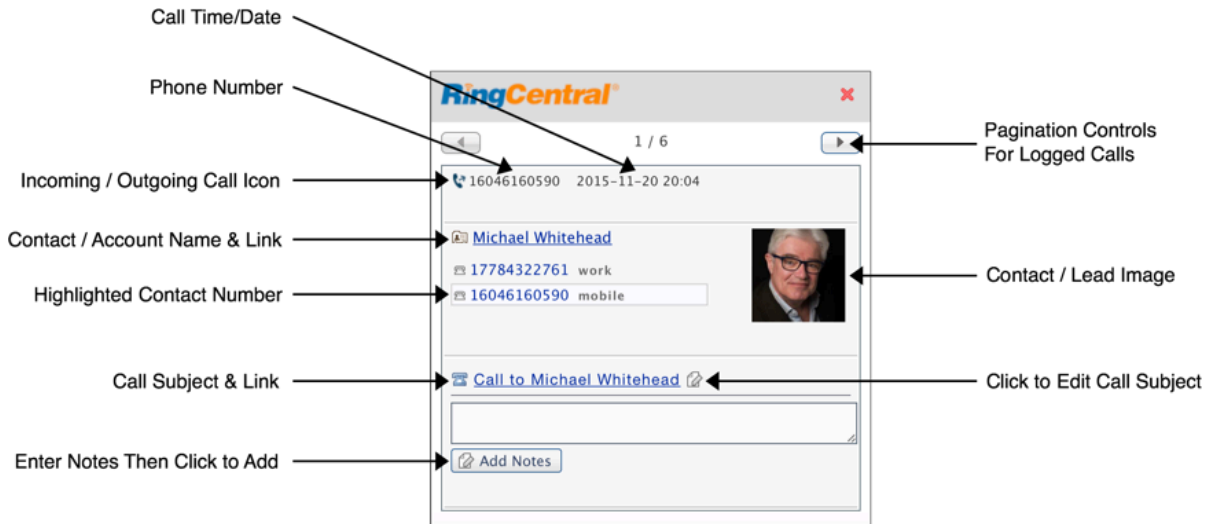 Call Time/Date
Phone Number
RingCentral®
1 / 6
Pagination Controls
For Logged Calls
Incoming / Outgoing Call Icon
16046160590 2015-11-20 20:04
Contact / Account Name & Link
Michael Whitehead
17784322761 work
Contact / Lead Image
Highlighted Contact Number
16046160590 mobile
Call Subject & Link
Call to Michael Whitehead
Click to Edit Call Subject
Enter Notes Then Click to Add
Add Notes